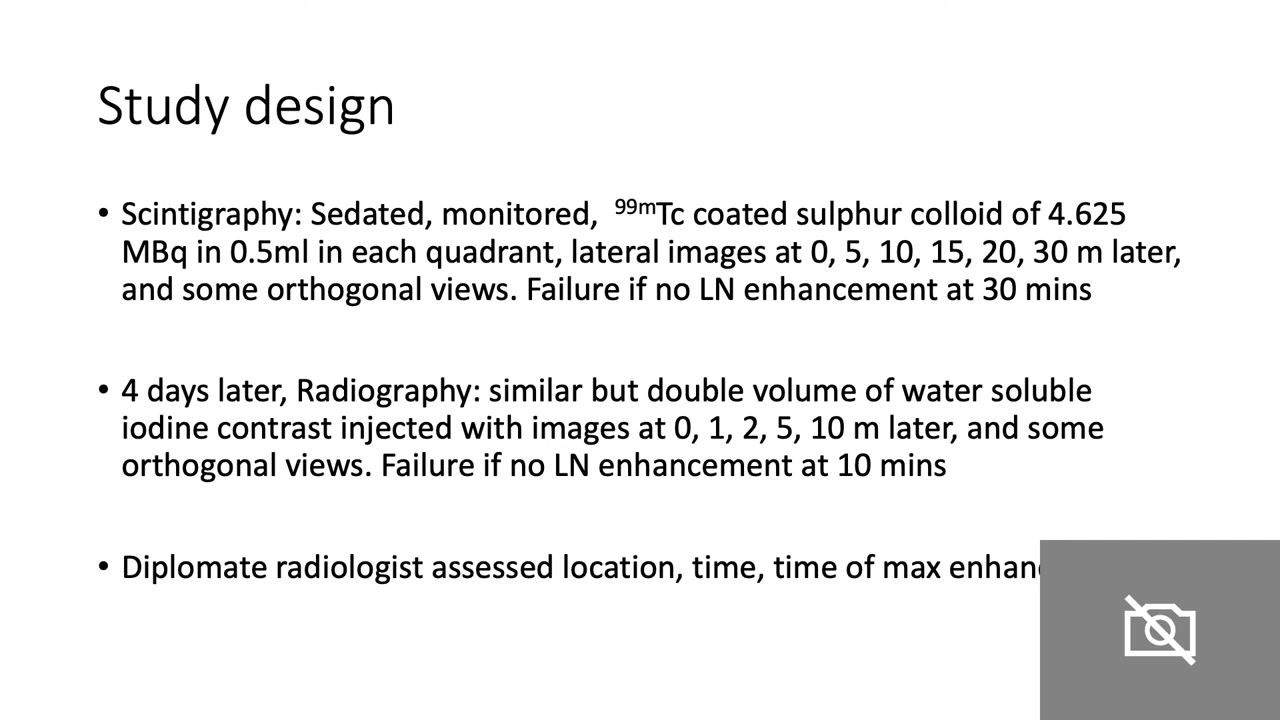 Study design
• Scintigraphy: Sedated, monitored, ⁹⁹ᵐTc coated sulphur colloid of 4.625
MBq in 0.5ml in each quadrant, lateral images at 0, 5, 10, 15, 20, 30 m later,
and some orthogonal views. Failure if no LN enhancement at 30 mins
• 4 days later, Radiography: similar but double volume of water soluble
iodine contrast injected with images at 0, 1, 2, 5, 10 m later, and some
orthogonal views. Failure if no LN enhancement at 10 mins
• Diplomate radiologist assessed location, time, time of max